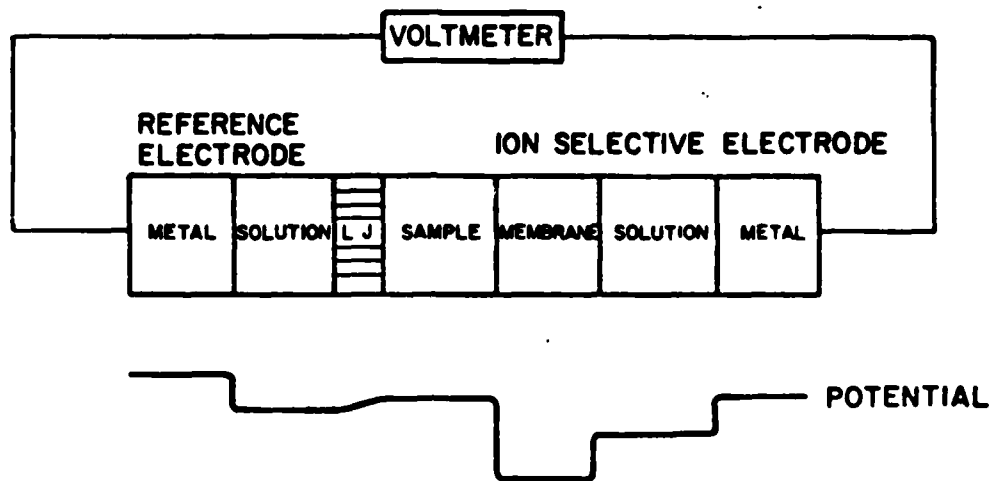 VOLTMETER
REFERENCE
ELECTRODE
ION SELECTIVE ELECTRODE
METAL SOLUTION L J SAMPLE MEMBRANE SOLUTION METAL
POTENTIAL